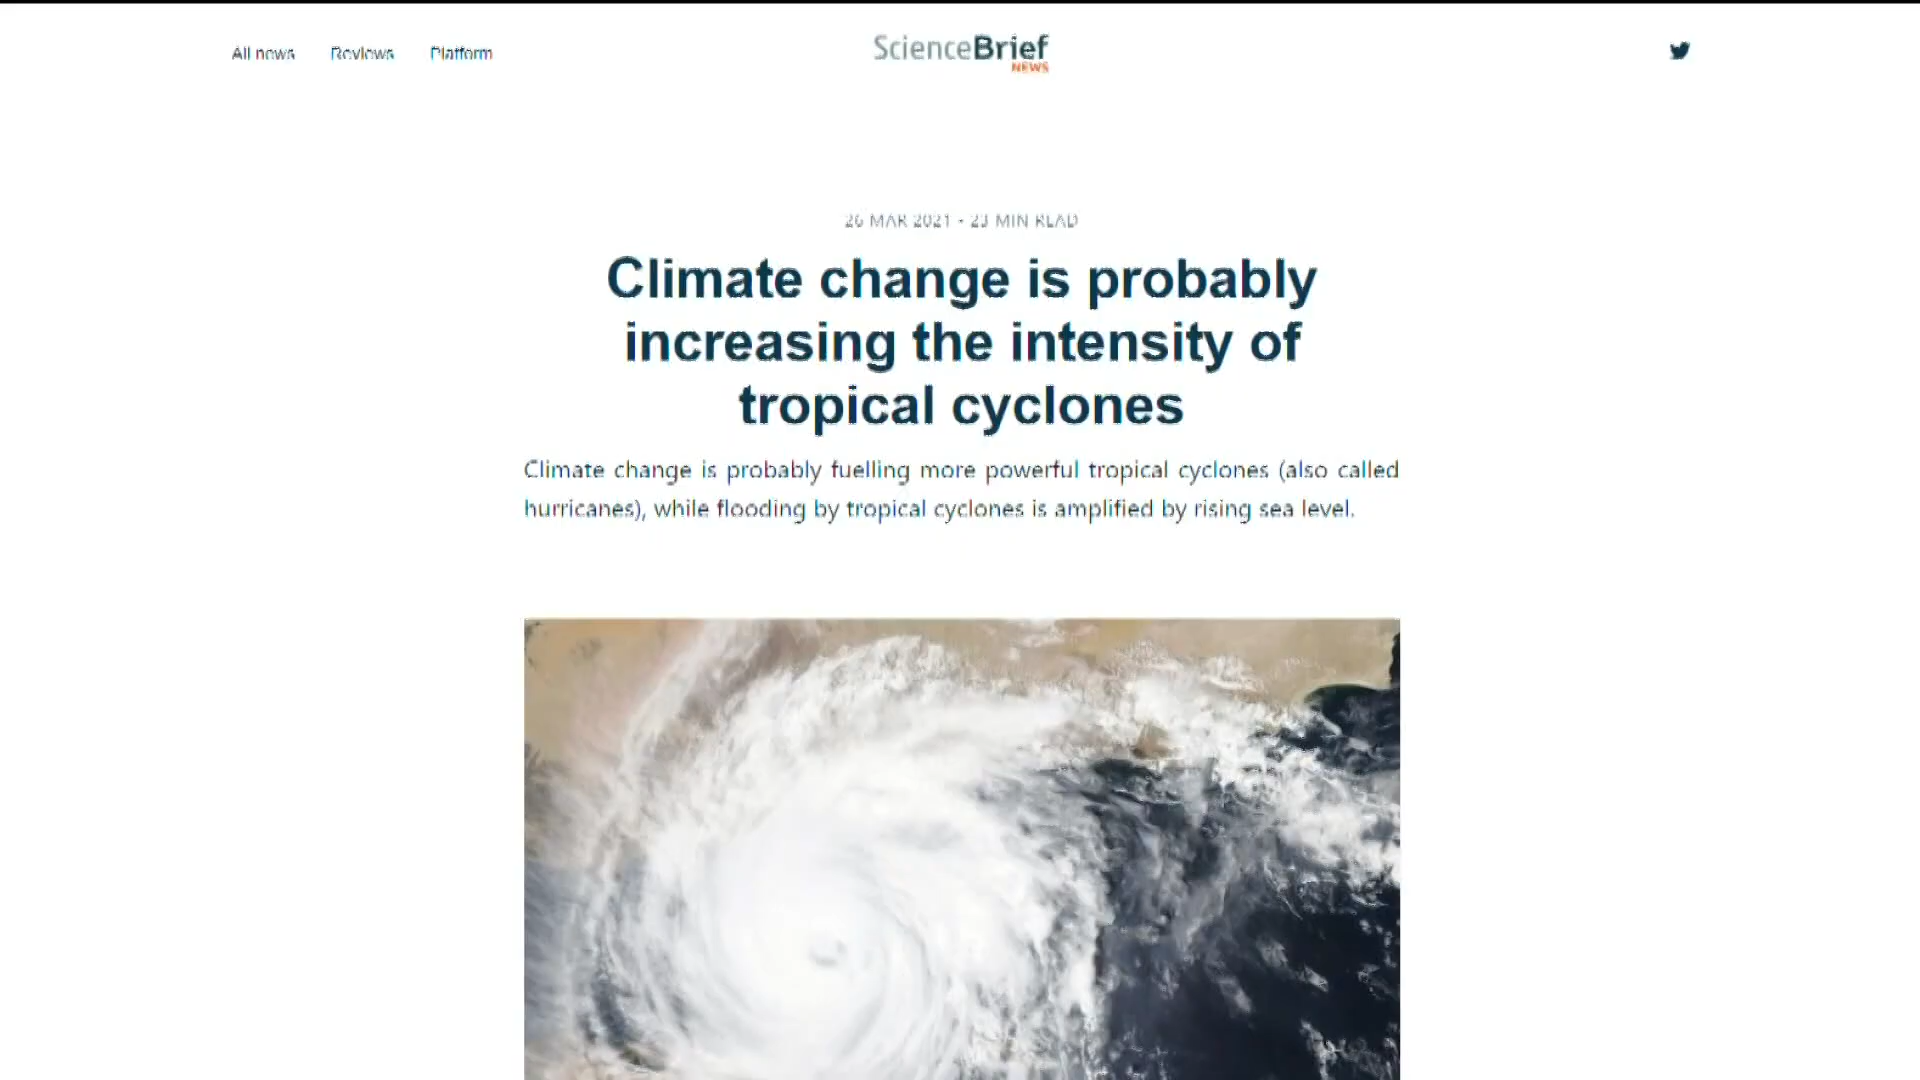 All news Reviews Platform
ScienceBrief
NEWS
26 MAR 2021 - 23 MIN READ
Climate change is probably
increasing the intensity of
tropical cyclones
Climate change is probably fuelling more powerful tropical cyclones (also called
hurricanes), while flooding by tropical cyclones is amplified by rising sea level.